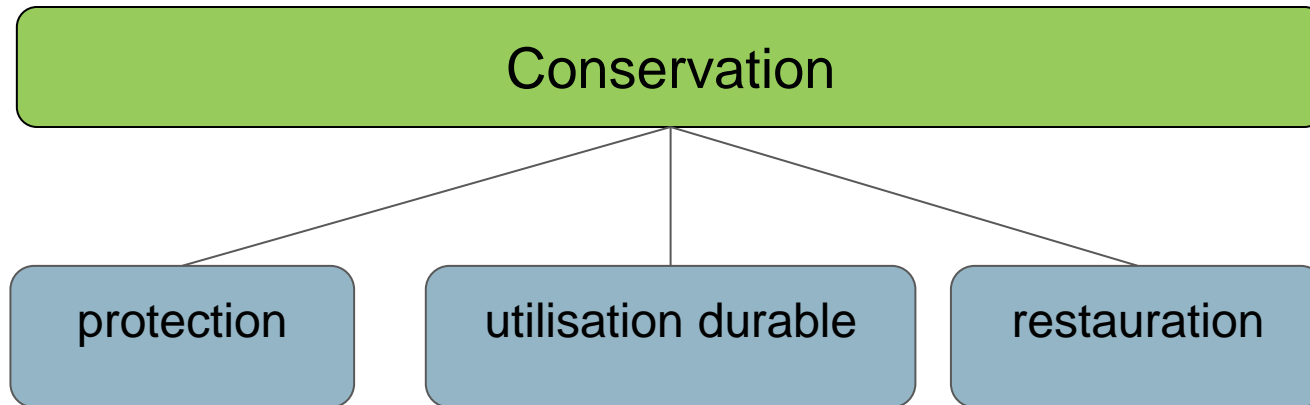 Conservation
protection
utilisation durable
restauration